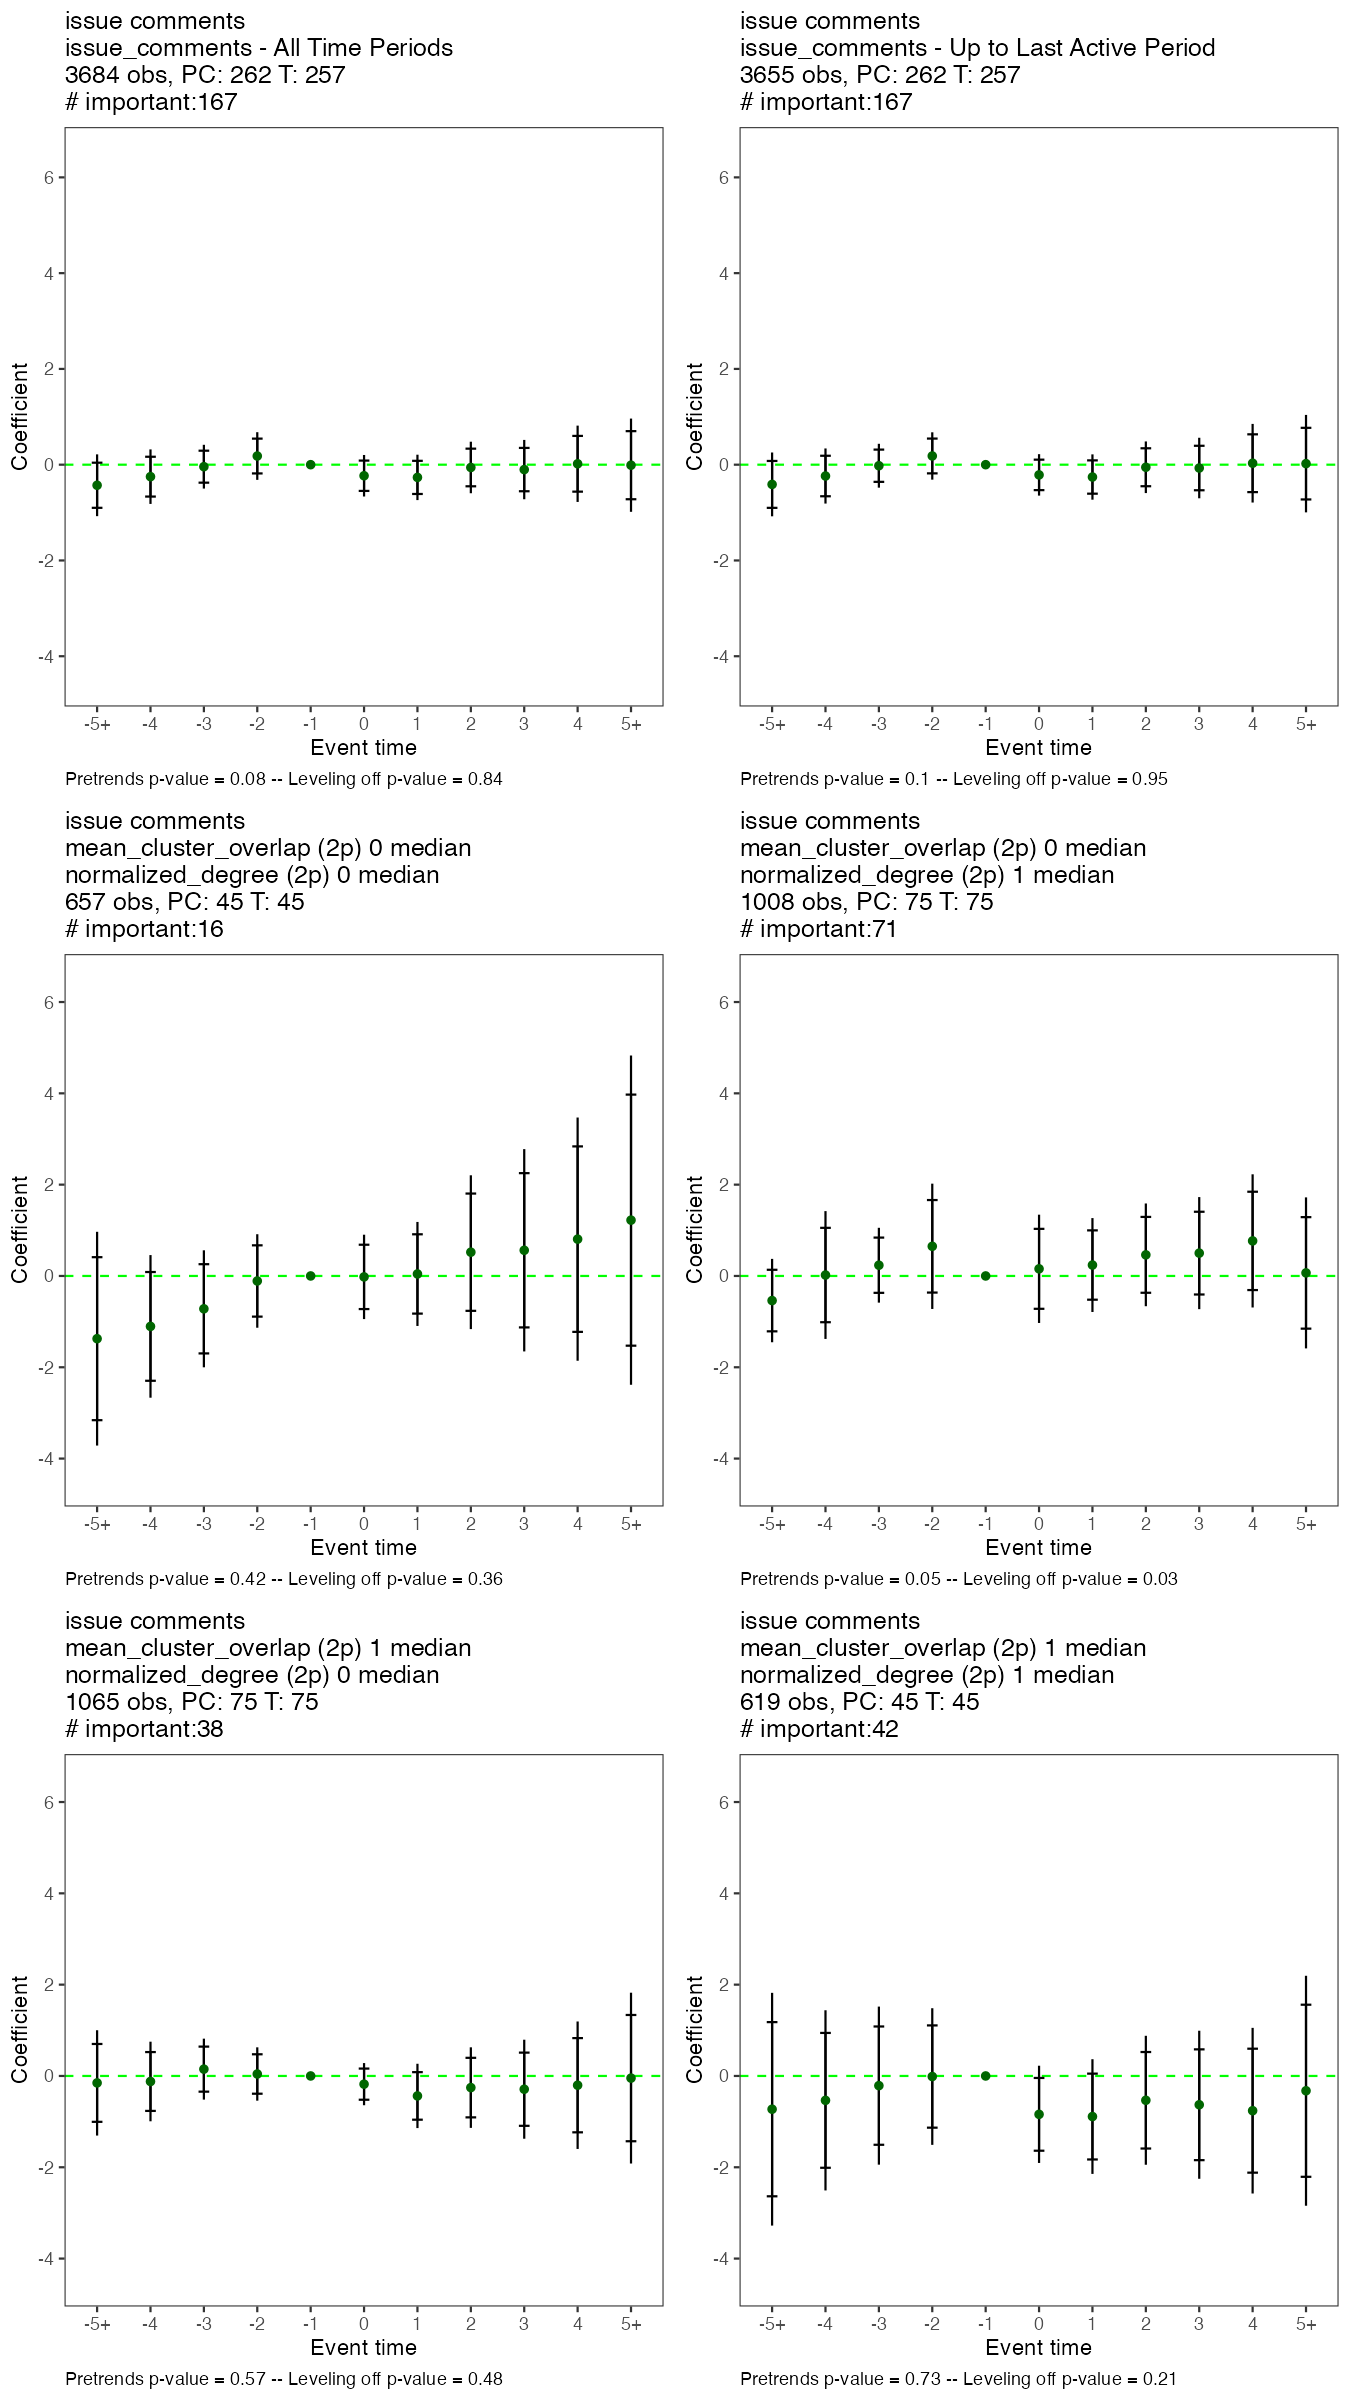 issue comments
issue_comments - All Time Periods
3684 obs, PC: 262 T: 257
# important:167
6
4
2
0
-2
-4
Coefficient
-5+ -4 -3 -2 -1 0 1 2 3 4 5+
Event time
Pretrends p-value = 0.08 -- Leveling off p-value = 0.84
issue comments
issue_comments - Up to Last Active Period
3655 obs, PC: 262 T: 257
# important:167
6
4
2
0
-2
-4
Coefficient
-5+ -4 -3 -2 -1 0 1 2 3 4 5+
Event time
Pretrends p-value = 0.1 -- Leveling off p-value = 0.95
issue comments
mean_cluster_overlap (2p) 0 median
normalized_degree (2p) 0 median
657 obs, PC: 45 T: 45
# important:16
6
4
2
0
-2
-4
Coefficient
-5+ -4 -3 -2 -1 0 1 2 3 4 5+
Event time
Pretrends p-value = 0.42 -- Leveling off p-value = 0.36
issue comments
mean_cluster_overlap (2p) 0 median
normalized_degree (2p) 1 median
1008 obs, PC: 75 T: 75
# important:71
6
4
2
0
-2
-4
Coefficient
-5+ -4 -3 -2 -1 0 1 2 3 4 5+
Event time
Pretrends p-value = 0.05 -- Leveling off p-value = 0.03
issue comments
mean_cluster_overlap (2p) 1 median
normalized_degree (2p) 0 median
1065 obs, PC: 75 T: 75
# important:38
6
4
2
0
-2
-4
Coefficient
-5+ -4 -3 -2 -1 0 1 2 3 4 5+
Event time
Pretrends p-value = 0.57 -- Leveling off p-value = 0.48
issue comments
mean_cluster_overlap (2p) 1 median
normalized_degree (2p) 1 median
619 obs, PC: 45 T: 45
# important:42
6
4
2
0
-2
-4
Coefficient
-5+ -4 -3 -2 -1 0 1 2 3 4 5+
Event time
Pretrends p-value = 0.73 -- Leveling off p-value = 0.21